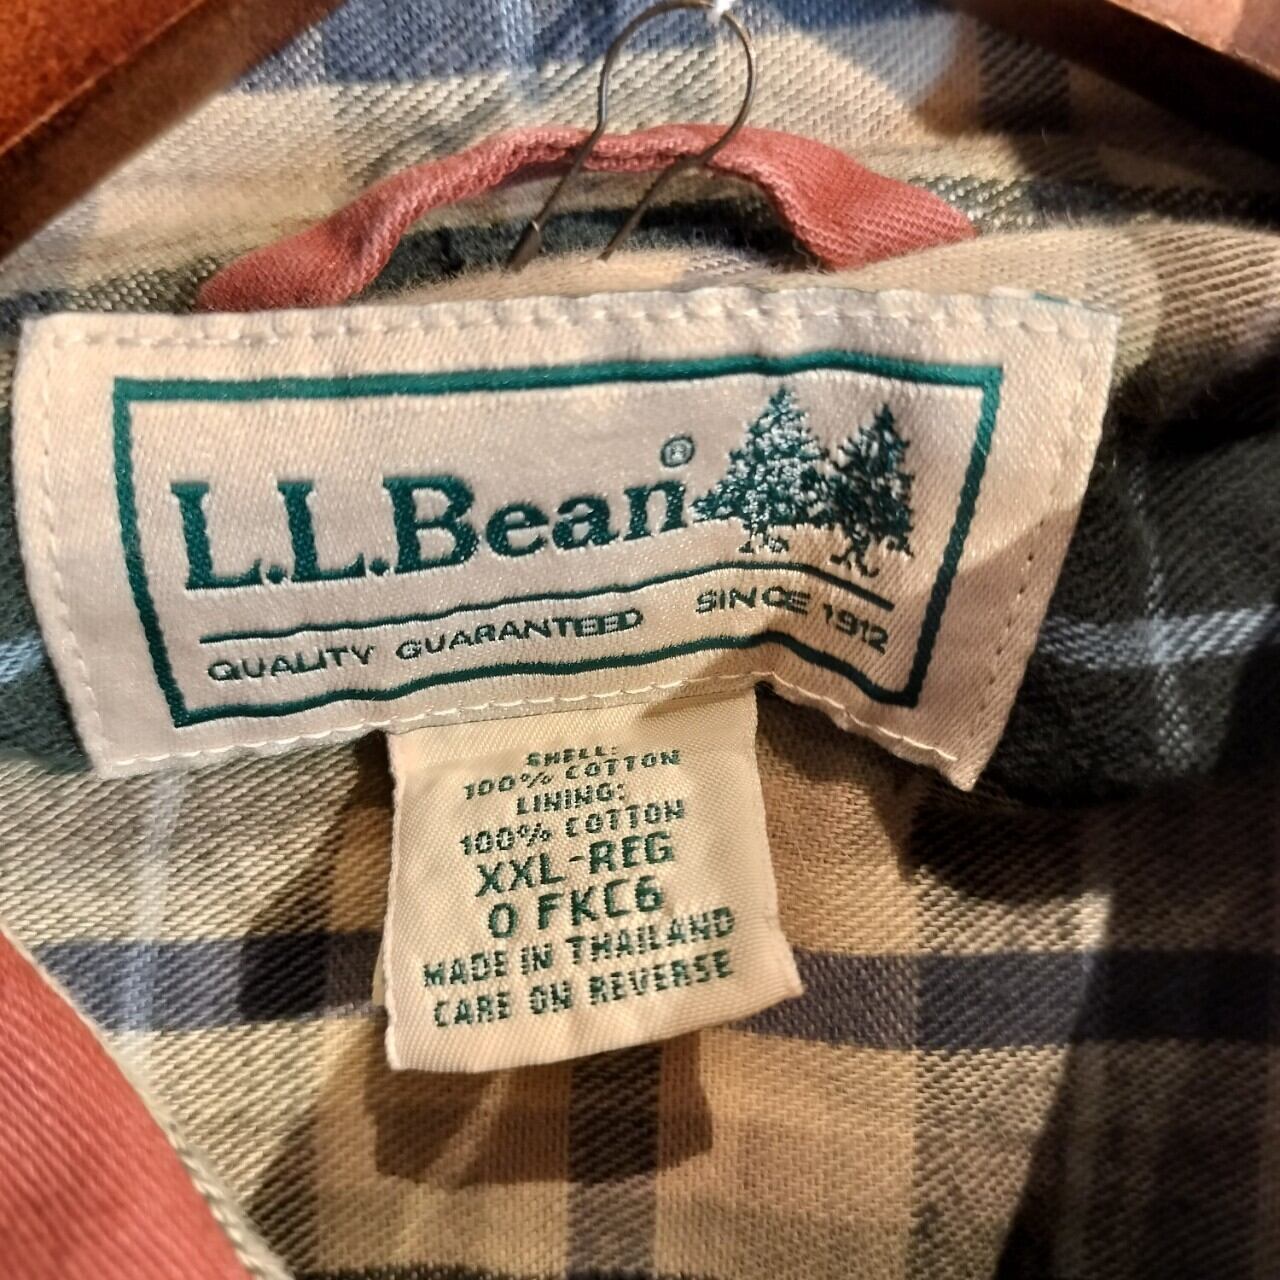 L.L.Bean®
QUALITY GUARANTEED SINCE 1912
SHELL:
100% COTTON
LINING:
100% COTTON
XXL-REG
0 FKC6
MADE IN THAILAND
CARE ON REVERSE